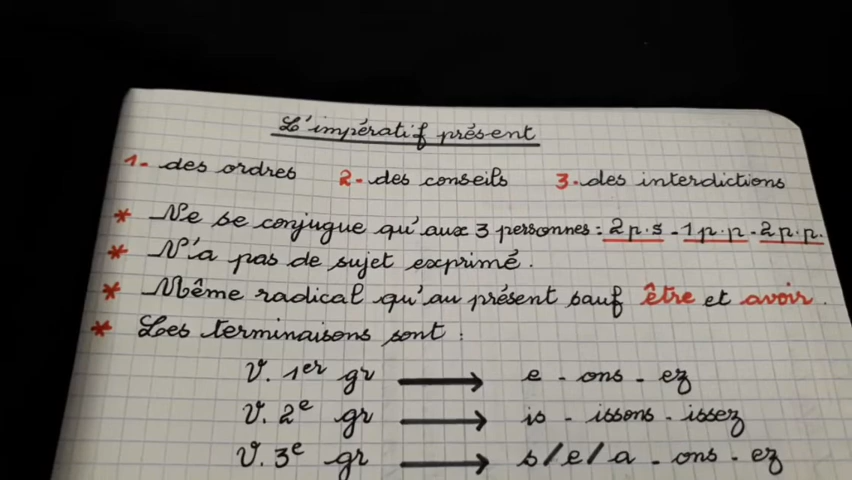 L'impératif présent
1- des ordres 2- des conseils 3- des interdictions
* Ne se conjugue qu'aux 3 personnes : 2p.s - 1p.p - 2p.p.
* N'a pas de sujet exprimé.
* Même radical qu'au présent sauf être et avoir.
* Les terminaisons sont :
V. 1er gr → e - ons - ez
V. 2e gr → is - issons - issez
V. 3e gr → s/e/a - ons - ez